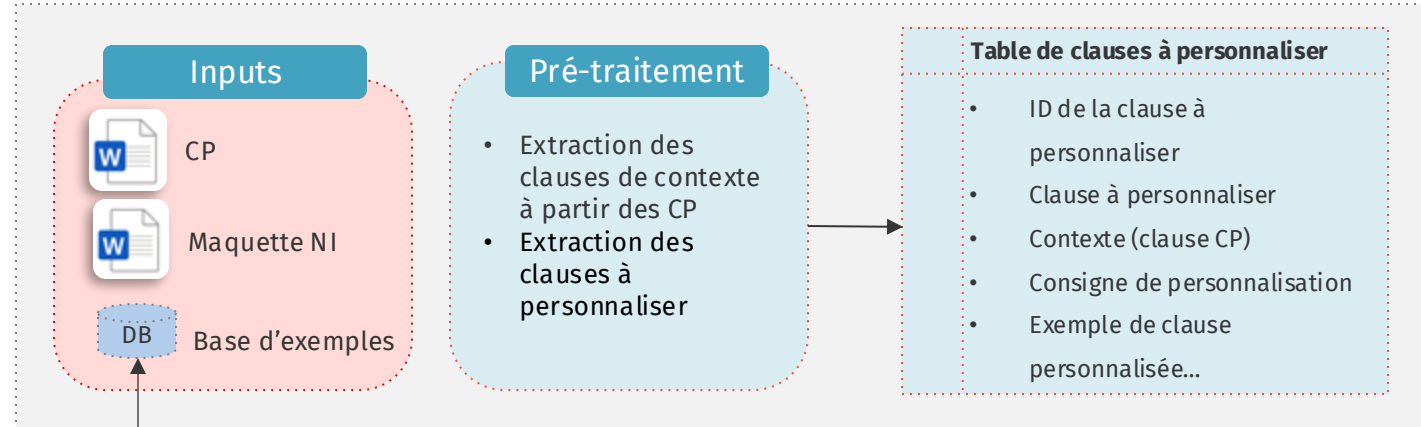 Inputs
W
CP
W
Maquette NI
DB
Base d’exemples
Pré-traitement
• Extraction des
clauses de contexte
à partir des CP
• Extraction des
clauses à
personnaliser
Table de clauses à personnaliser
• ID de la clause à
personnaliser
• Clause à personnaliser
• Contexte (clause CP)
• Consigne de personnalisation
• Exemple de clause
personnalisée...